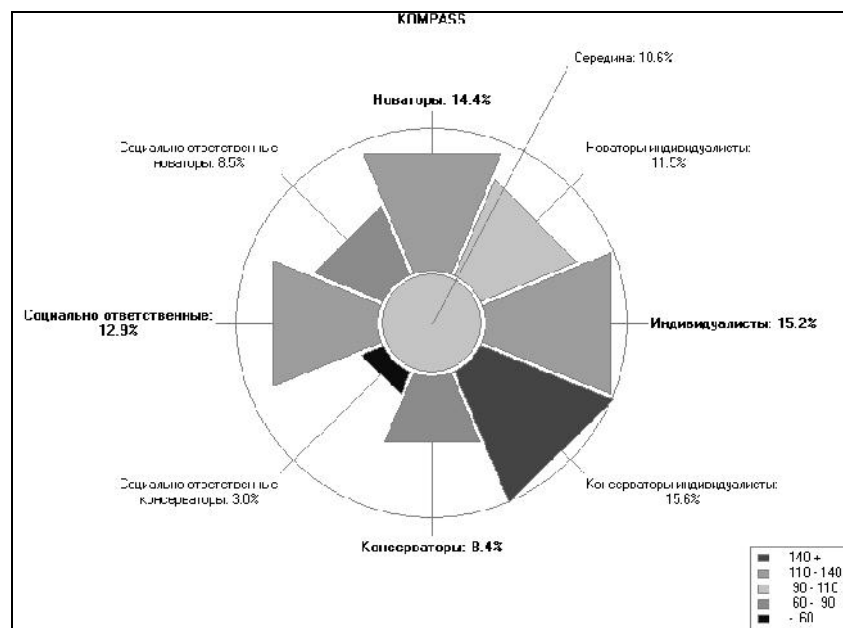 KOMPASS
Середина: 10.6%
Новаторы: 14.4%
Социально ответственные
новаторы: 8.5%
Новаторы индивидуалисты:
11.5%
Социально ответственные:
12.9%
Индивидуалисты: 15.2%
Социально ответственные
консерваторы: 3.0%
Консерваторы индивидуалисты:
15.6%
Консерваторы: 8.4%
140 +
110 - 140
90 - 110
60 - 90
- 60